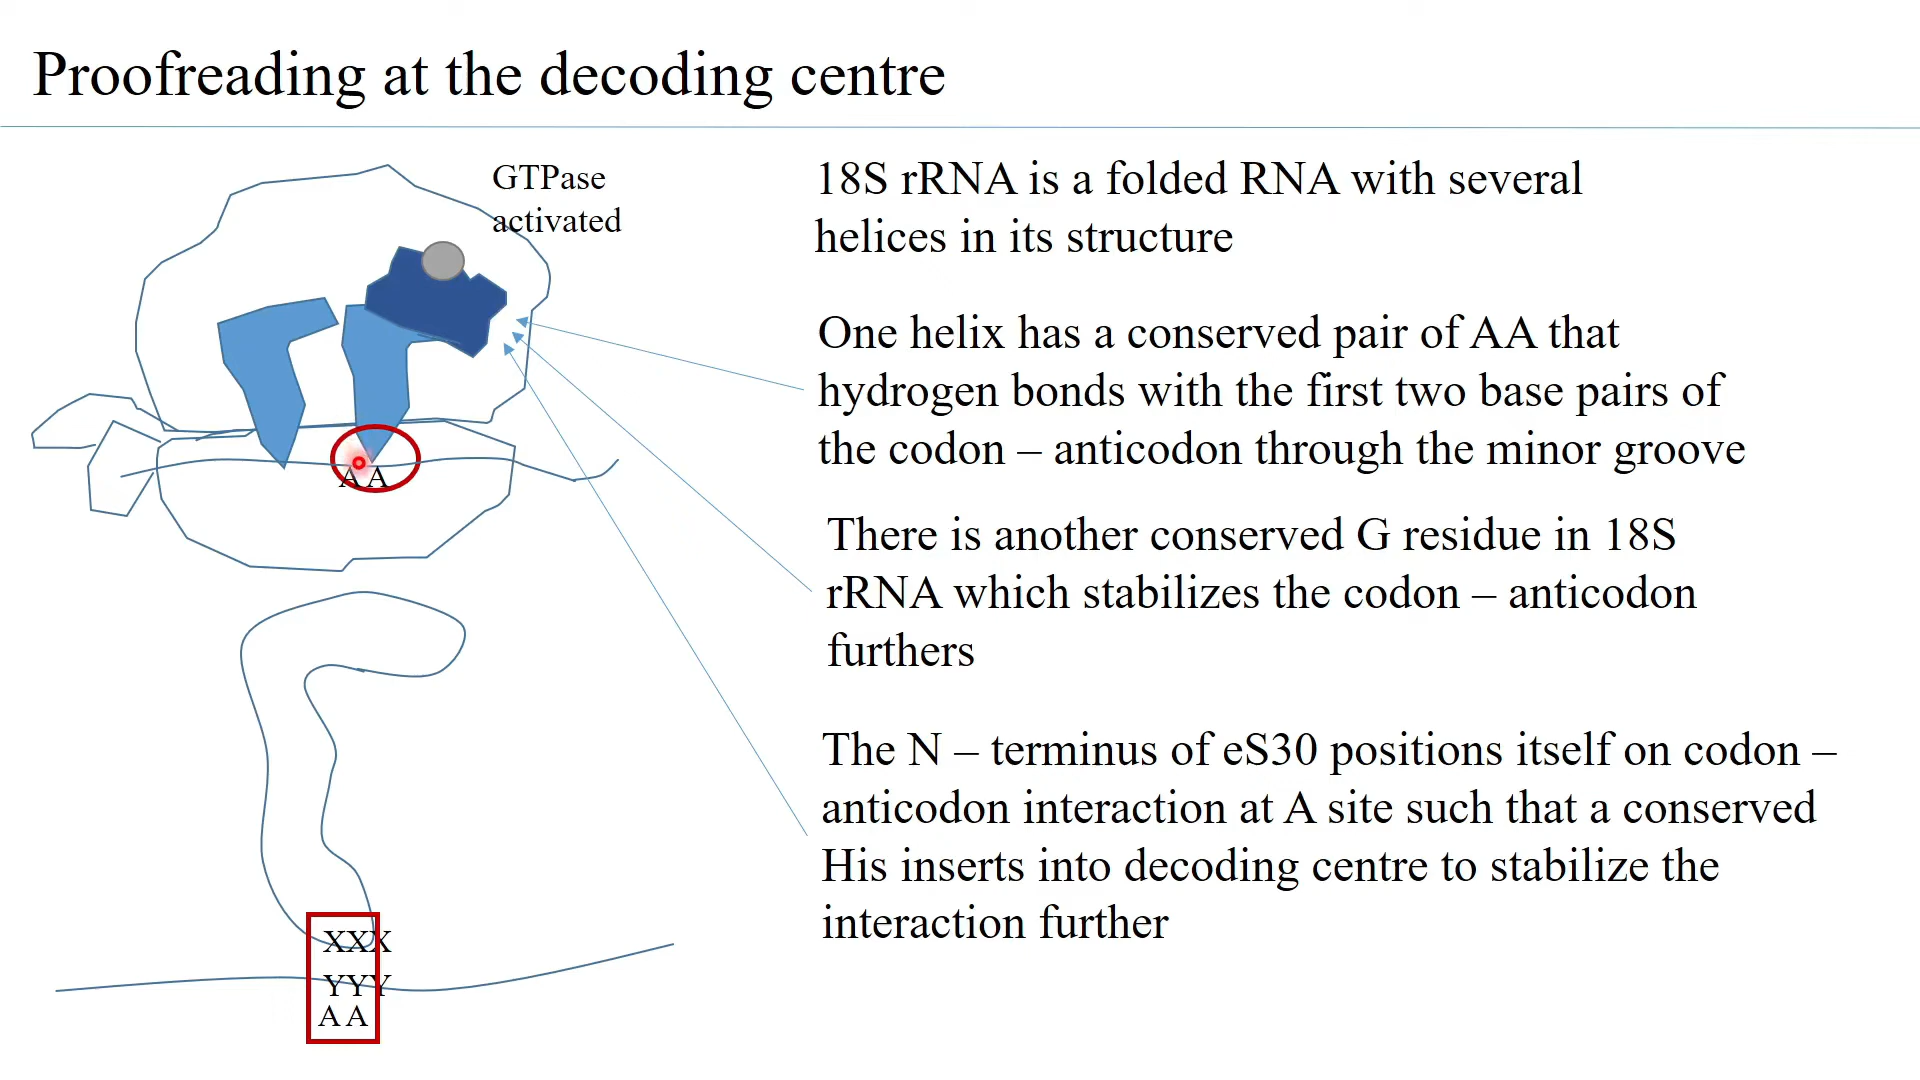 Proofreading at the decoding centre
GTPase
activated
18S rRNA is a folded RNA with several
helices in its structure
One helix has a conserved pair of AA that
hydrogen bonds with the first two base pairs of
the codon – anticodon through the minor groove
A A
There is another conserved G residue in 18S
rRNA which stabilizes the codon – anticodon
furthers
The N – terminus of eS30 positions itself on codon –
anticodon interaction at A site such that a conserved
His inserts into decoding centre to stabilize the
interaction further
XXX
YYY
A A